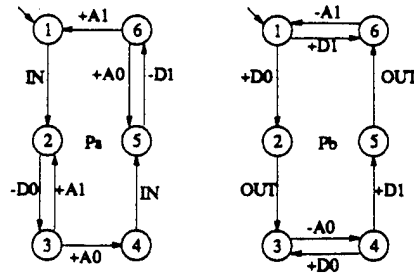 +A1 -A1
1 6 1 6
+D1
IN +A0 -D1 +D0 OUT
2 Pa 5 2 Pb 5
-D0 +A1 IN OUT -A0 +D1
3 4 3 4
+A0 +D0